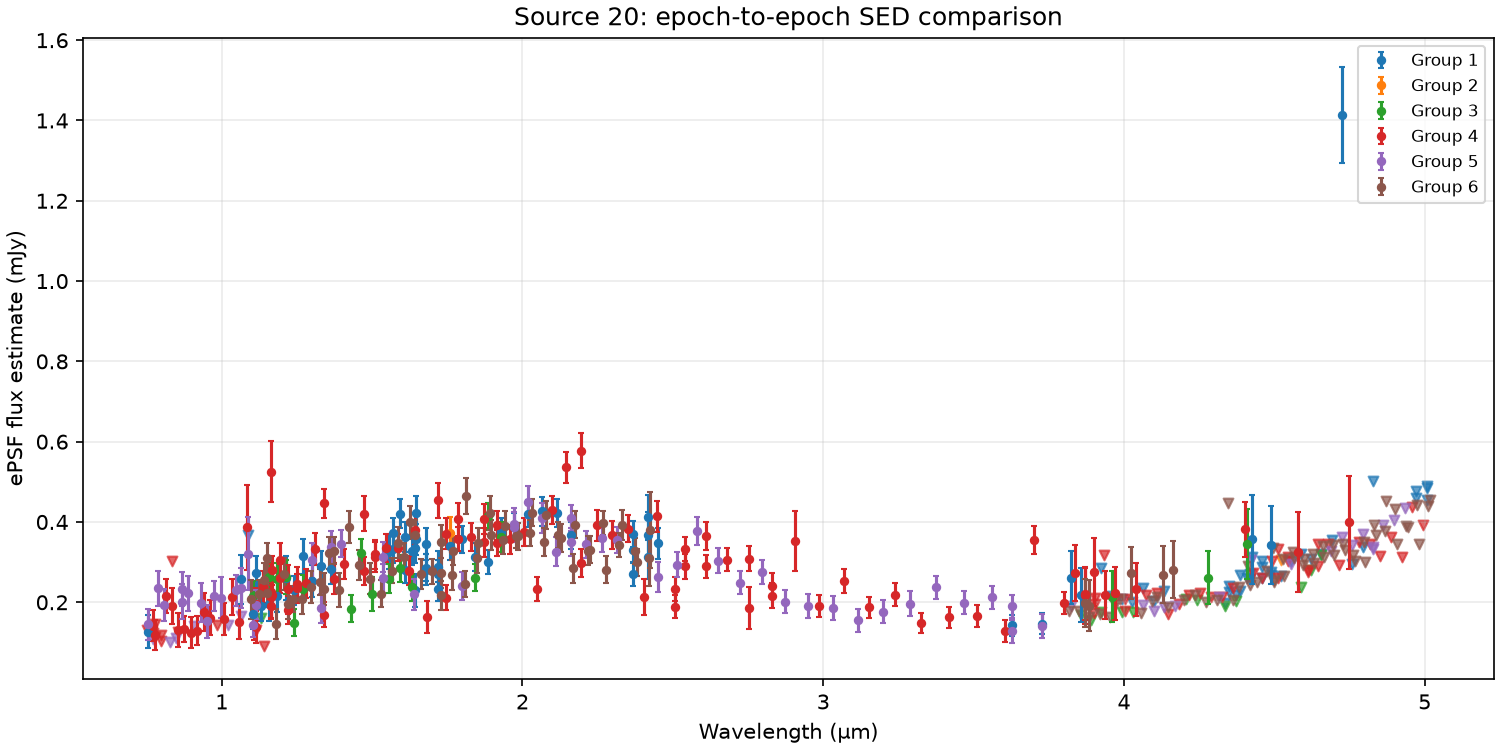 Source 20: epoch-to-epoch SED comparison
ePSF flux estimate (mJy)
1.6
1.4
1.2
1.0
0.8
0.6
0.4
0.2
Group 1
Group 2
Group 3
Group 4
Group 5
Group 6
1 2 3 4 5
Wavelength (μm)